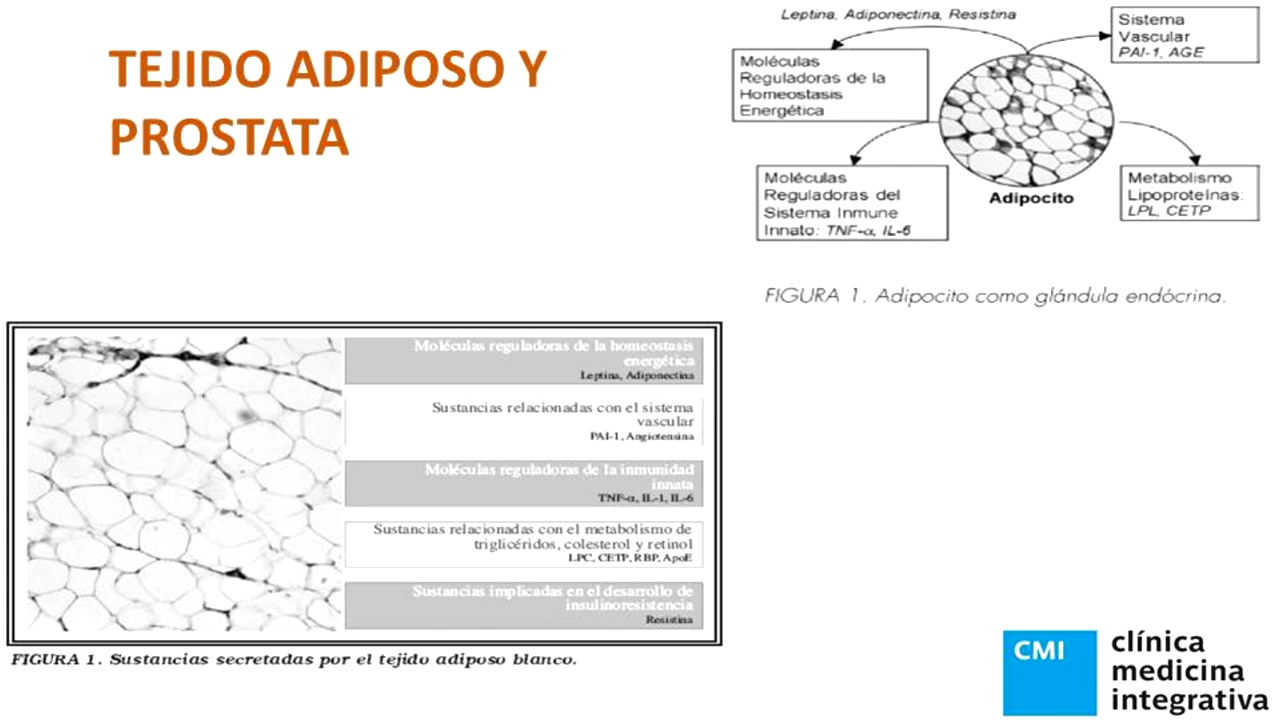 TEJIDO ADIPOSO Y
PROSTATA
Leptina, Adiponectina, Resistina
Moléculas
Reguladoras de la
Homeostasis
Energética
Sistema
Vascular
PAI-1, AGE
Moléculas
Reguladoras del
Sistema Inmune
Innato: TNF-α, IL-6
Adipocito
Metabolismo
Lipoproteínas:
LPL, CETP
FIGURA 1. Adipocito como glándula endócrina.
Moléculas reguladoras de la homeostasis
energética
Leptina, Adiponectina
Sustancias relacionadas con el sistema
vascular
PAI-1, Angiotensina
Moléculas reguladoras de la inmunidad
innata
TNF-α, IL-1, IL-6
Sustancias relacionadas con el metabolismo de
triglicéridos, colesterol y retinol
LPC, CETP, RBP, ApoE
Sustancias implicadas en el desarrollo de
insulinoresistencia
Resistina
FIGURA 1. Sustancias secretadas por el tejido adiposo blanco.
CMI
clínica
medicina
integrativa